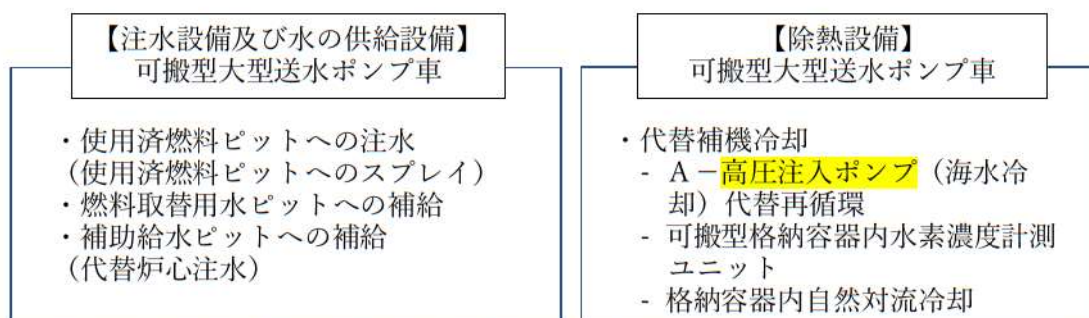 【注水設備及び水の供給設備】
可搬型大型送水ポンプ車
・使用済燃料ピットへの注水
（使用済燃料ピットへのスプレイ）
・燃料取替用水ピットへの補給
・補助給水ピットへの補給
（代替炉心注水）
【除熱設備】
可搬型大型送水ポンプ車
・代替補機冷却
- Ａ－高圧注入ポンプ（海水冷
却）代替再循環
- 可搬型格納容器内水素濃度計測
ユニット
- 格納容器内自然対流冷却